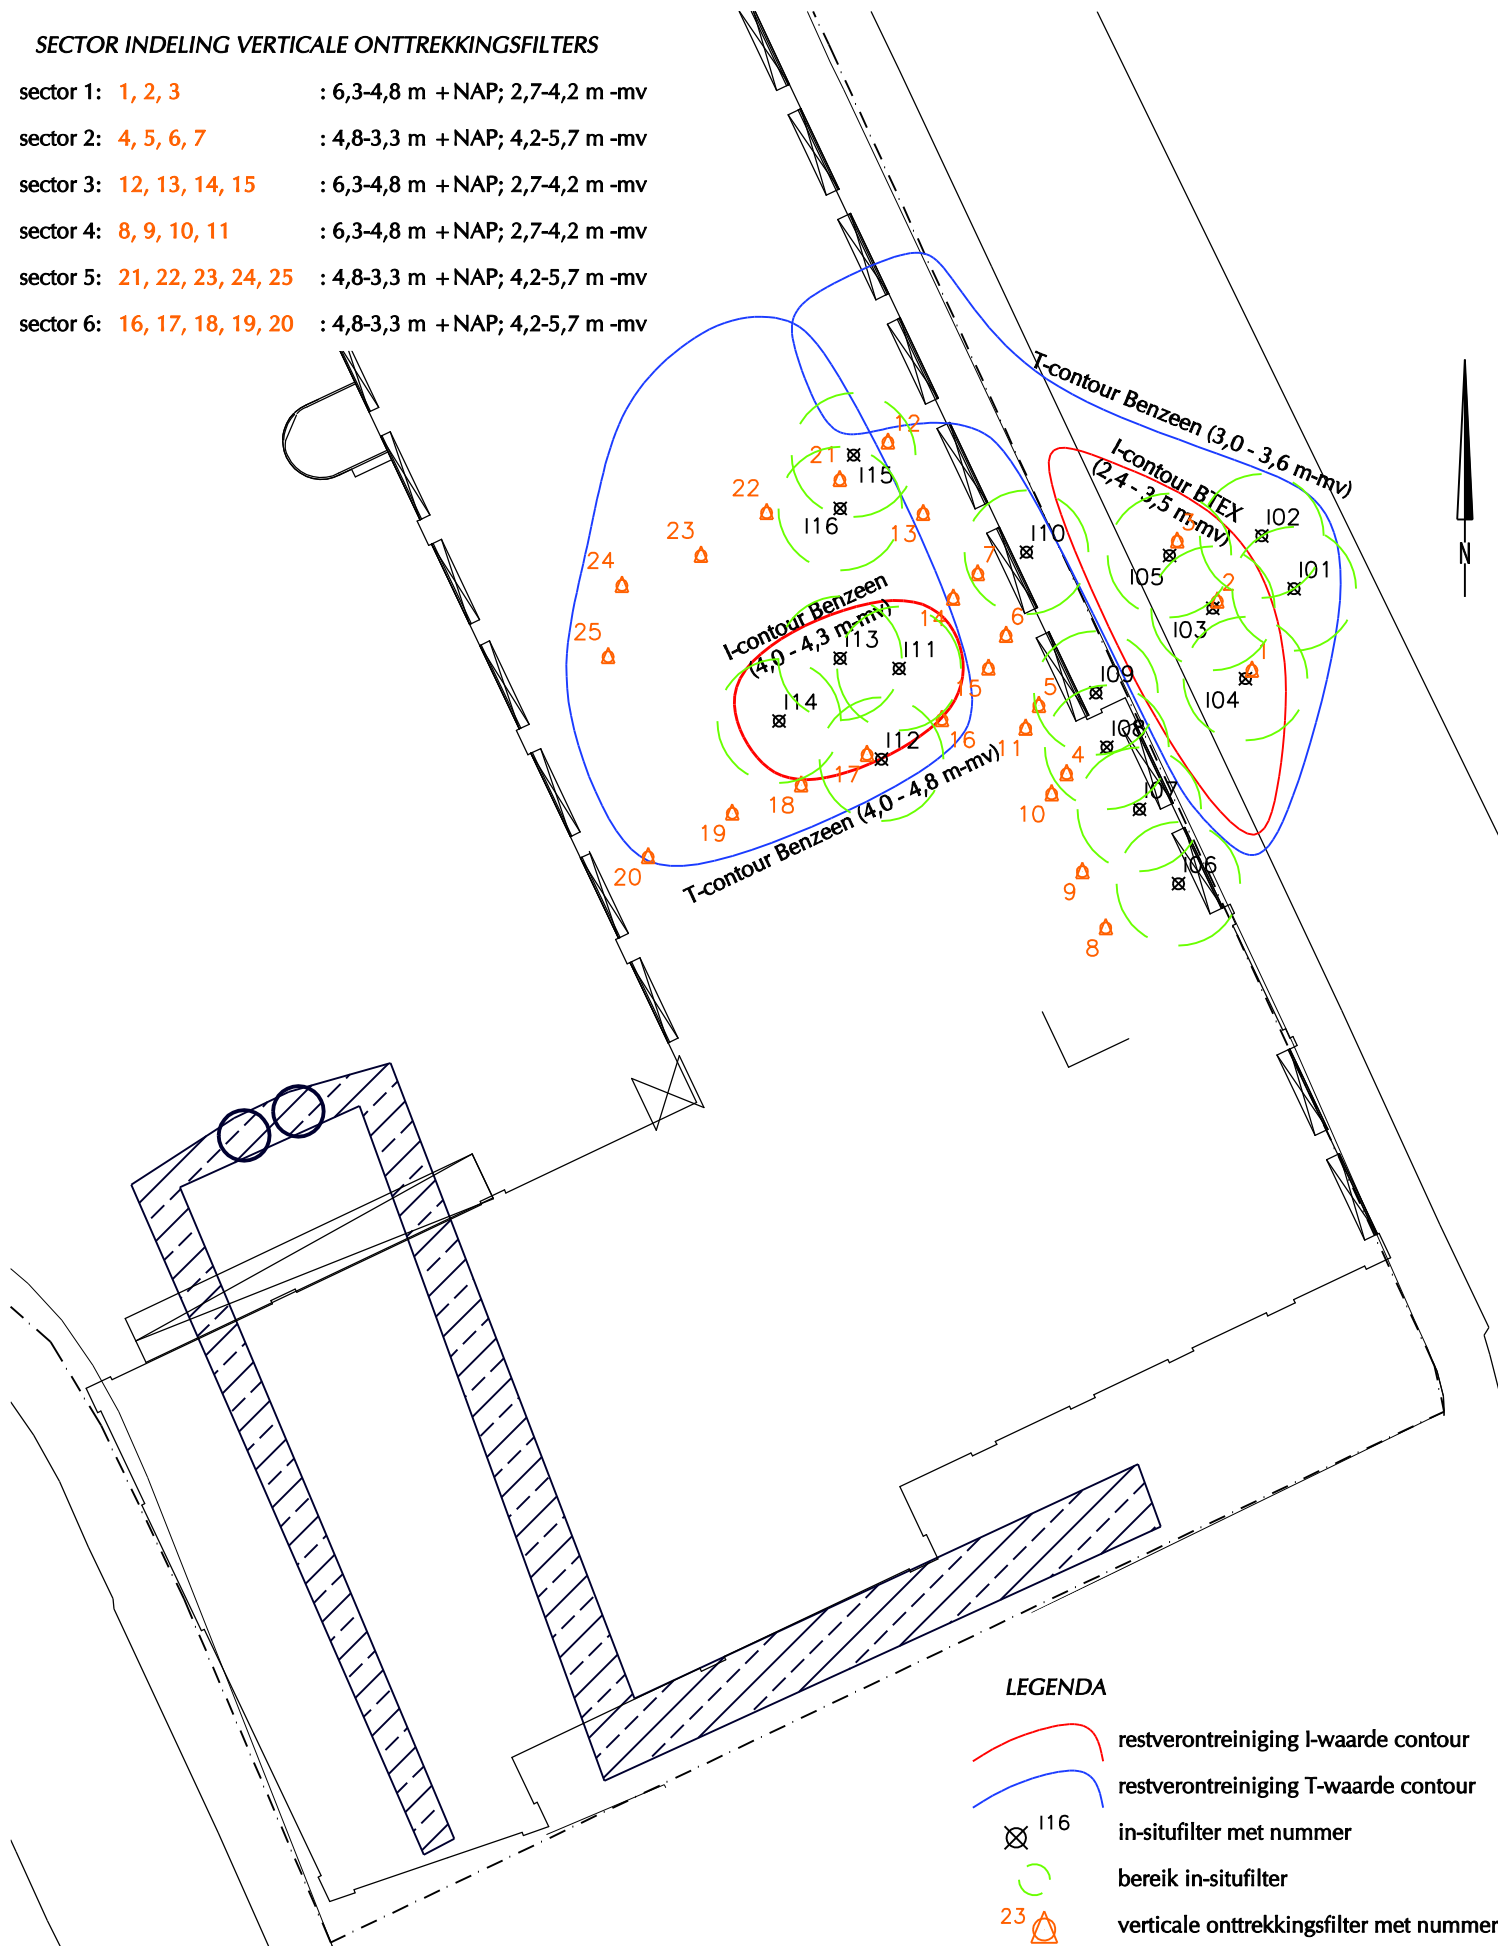 SECTOR INDELING VERTICALE ONTTREKKINGSFILTERS
sector 1: 1, 2, 3 : 6,3-4,8 m +NAP; 2,7-4,2 m -mv
sector 2: 4, 5, 6, 7 : 4,8-3,3 m +NAP; 4,2-5,7 m -mv
sector 3: 12, 13, 14, 15 : 6,3-4,8 m +NAP; 2,7-4,2 m -mv
sector 4: 8, 9, 10, 11 : 6,3-4,8 m +NAP; 2,7-4,2 m -mv
sector 5: 21, 22, 23, 24, 25 : 4,8-3,3 m +NAP; 4,2-5,7 m -mv
sector 6: 16, 17, 18, 19, 20 : 4,8-3,3 m +NAP; 4,2-5,7 m -mv
T-contour Benzeen (3,0 - 3,6 m-mv)
I-contour BTEX
(2,4 - 3,5 m-mv)
12
21
I15
22
I16
13
23
24
25
7
I10
3
I02
I05
I01
2
I03
1
I04
N
I-contour Benzeen
(4,0 - 4,3 m-mv)
14
6
I13
I11
15
I09
5
I14
16
11
I08
I12
17
4
18
10
I07
19
T-contour Benzeen (4,0 - 4,8 m-mv)
20
9
I06
8
LEGENDA
restverontreiniging I-waarde contour
restverontreiniging T-waarde contour
I16 in-situfilter met nummer
bereik in-situfilter
23 verticale onttrekkingsfilter met nummer